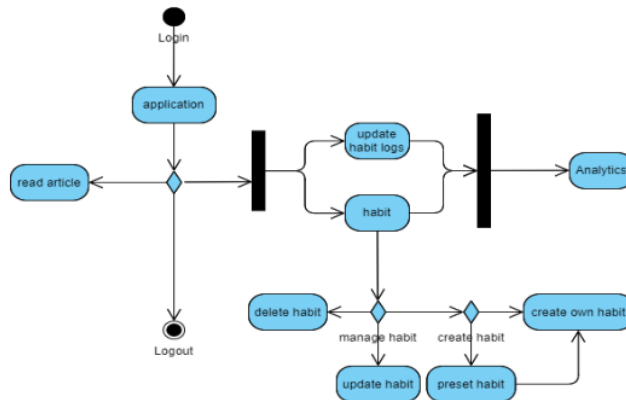 Login
application
update
habit logs
read article
Analytics
habit
delete habit
create own habit
manage habit
create habit
Logout
update habit
preset habit